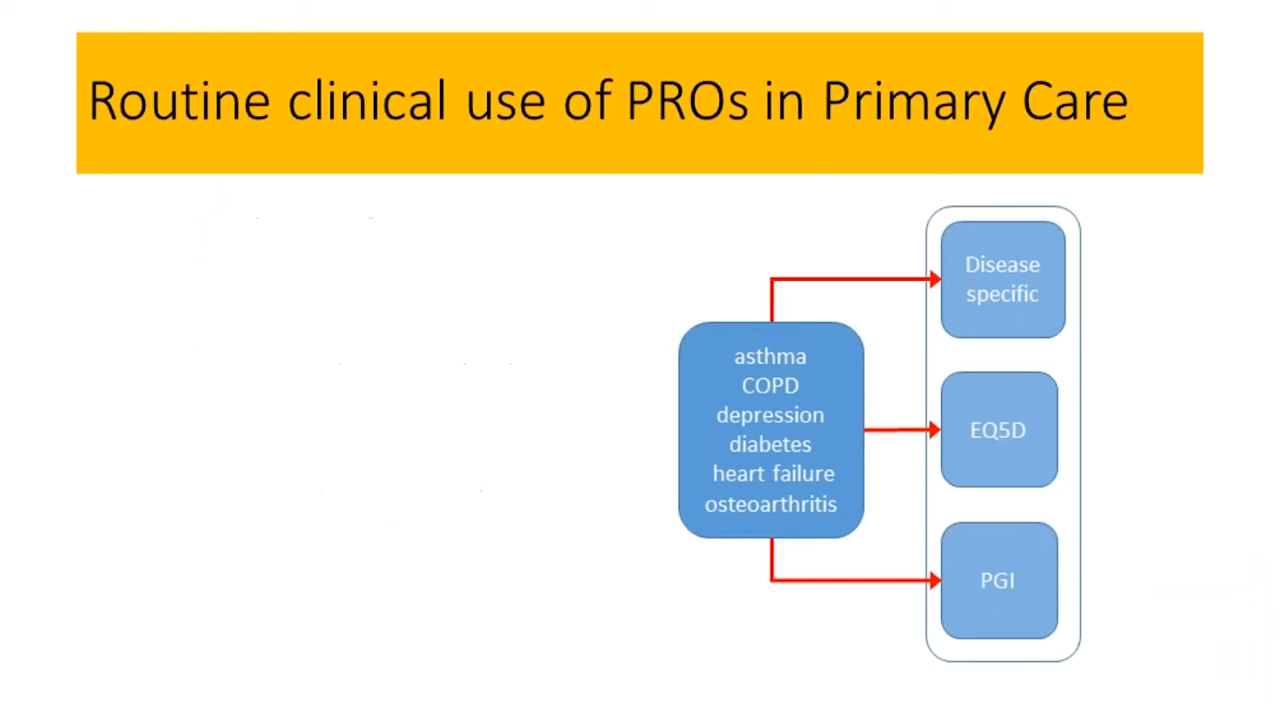 Routine clinical use of PROs in Primary Care
asthma
COPD
depression
diabetes
heart failure
osteoarthritis
Disease
specific
EQ5D
PGI